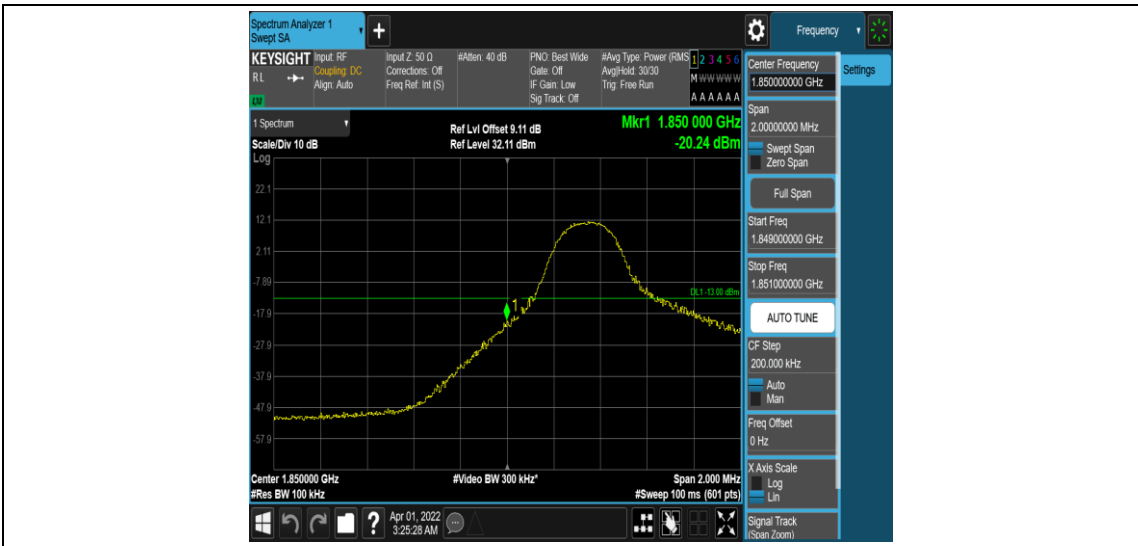 Spectrum Analyzer 1
Swept SA
+
Frequency
KEYSIGHT
RL
LXI
Input: RF
Coupling: DC
Align: Auto
Input Z: 50 Ω
Corrections: Off
Freq Ref: Int (S)
#Atten: 40 dB
PNO: Best Wide
Gate: Off
IF Gain: Low
Sig Track: Off
#Avg Type: Power (RMS
Avg|Hold: 30/30
Trig: Free Run
1 2 3 4 5 6
M W W W W W
A A A A A A
Center Frequency
1.850000000 GHz
Settings
Span
2.00000000 MHz
Swept Span
Zero Span
Full Span
Start Freq
1.849000000 GHz
Stop Freq
1.851000000 GHz
AUTO TUNE
CF Step
200.000 kHz
Auto
Man
Freq Offset
0 Hz
X Axis Scale
Log
Lin
Signal Track
(Span Zoom)
1 Spectrum
Scale/Div 10 dB
Log
Ref Lvl Offset 9.11 dB
Ref Level 32.11 dBm
Mkr1 1.850 000 GHz
-20.24 dBm
22.1
12.1
2.11
-7.89
-17.9
-27.9
-37.9
-47.9
-57.9
DL1 -13.00 dBm
1
Center 1.850000 GHz
#Res BW 100 kHz
#Video BW 300 kHz*
Span 2.000 MHz
#Sweep 100 ms (601 pts)
?
Apr 01, 2022
3:25:28 AM